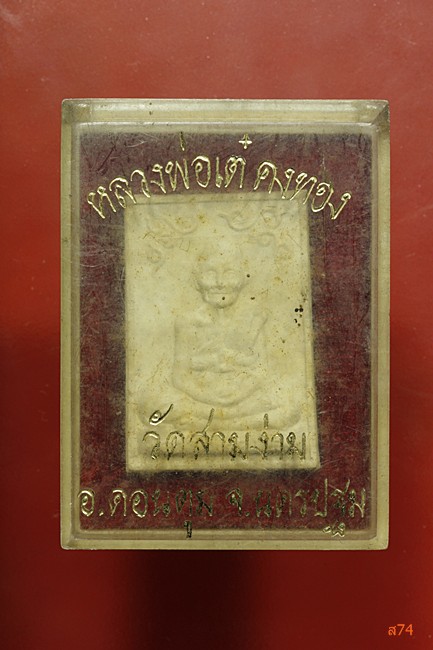 หลวงพ่อเต๋ คงทอง
วัดสามง่าม
อ.ดอนตูม จ.นครปฐม
ส74